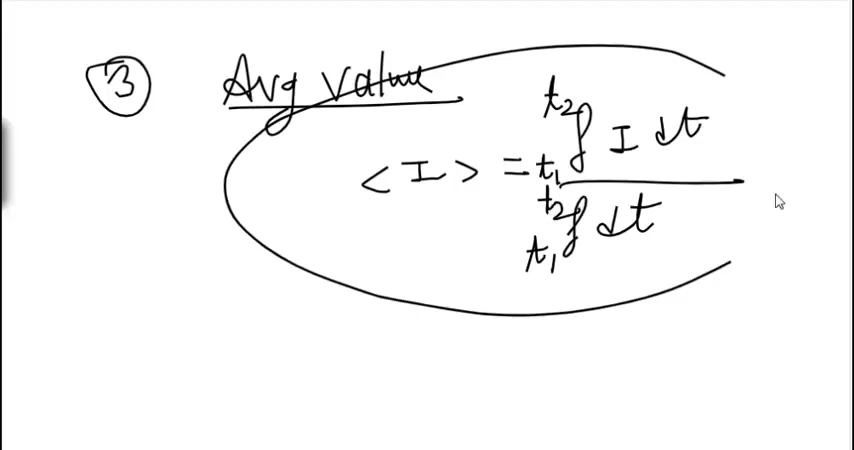 ③ Avg value
<I> = t₁∫t₂ I dt / t₁∫t₂ dt